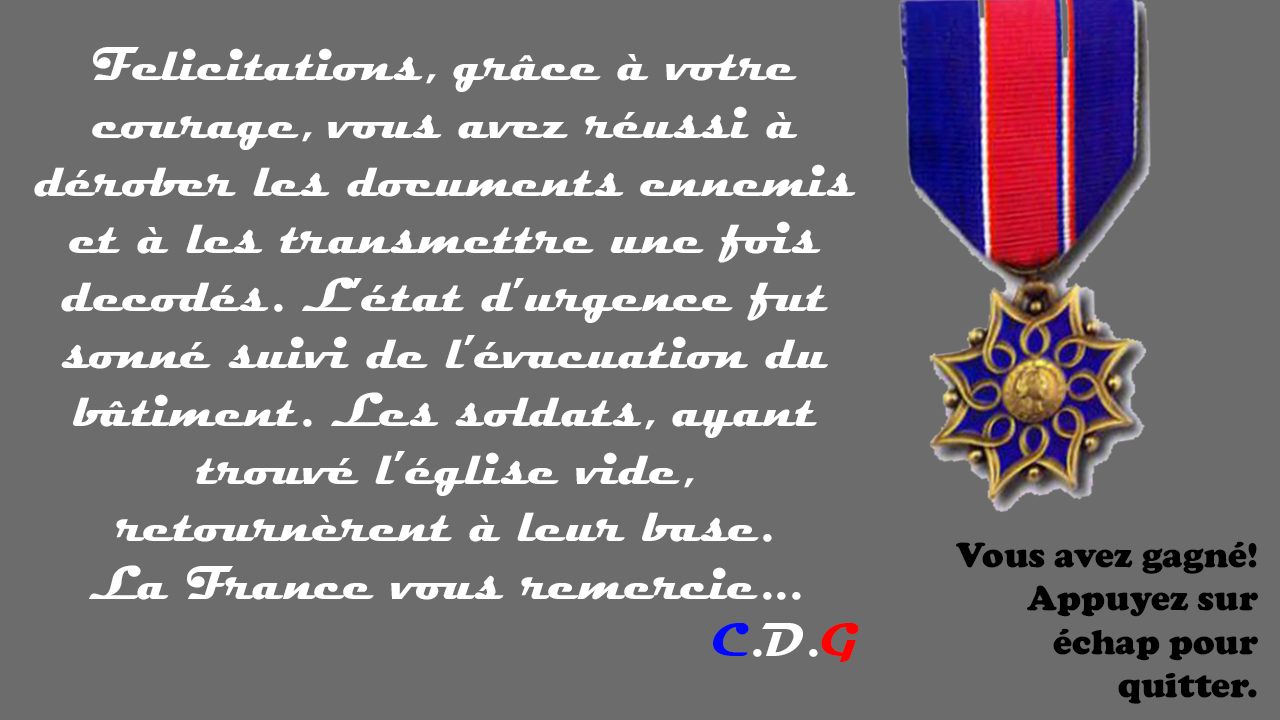 Felicitations, grâce à votre
courage, vous avez réussi à
dérober les documents ennemis
et à les transmettre une fois
decodés. L'état d'urgence fut
sonné suivi de l'évacuation du
bâtiment. Les soldats, ayant
trouvé l'église vide,
retournèrent à leur base.
La France vous remercie...
C.D.G
Vous avez gagné!
Appuyez sur
échap pour
quitter.